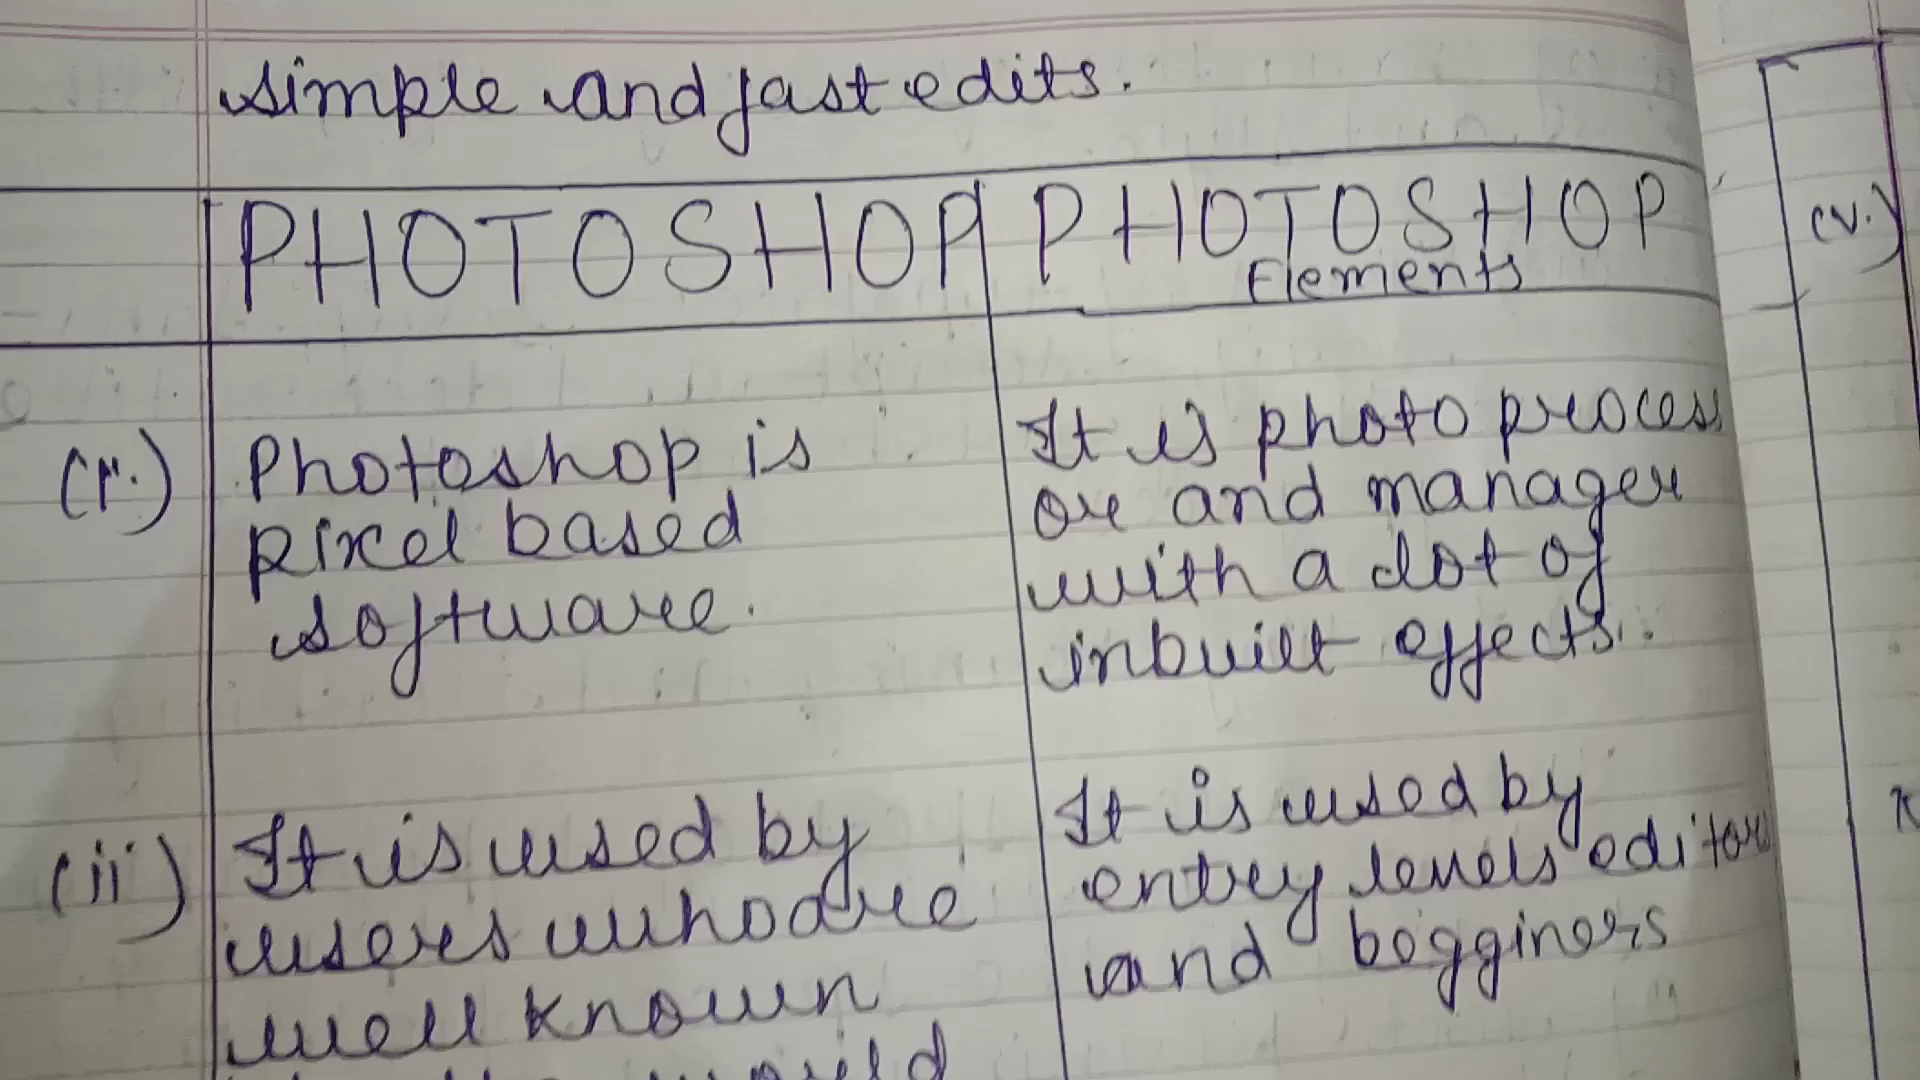 simple and fast edits.
PHOTOSHOP
PHOTOSHOP
Elements
(i.)
Photoshop is
pixel based
software.
It is photo process
or and manager
with a lot of
inbuilt effects.
(ii)
It is used by
users who are
well known
It is used by
entry levels editors
and begginers
(v.)